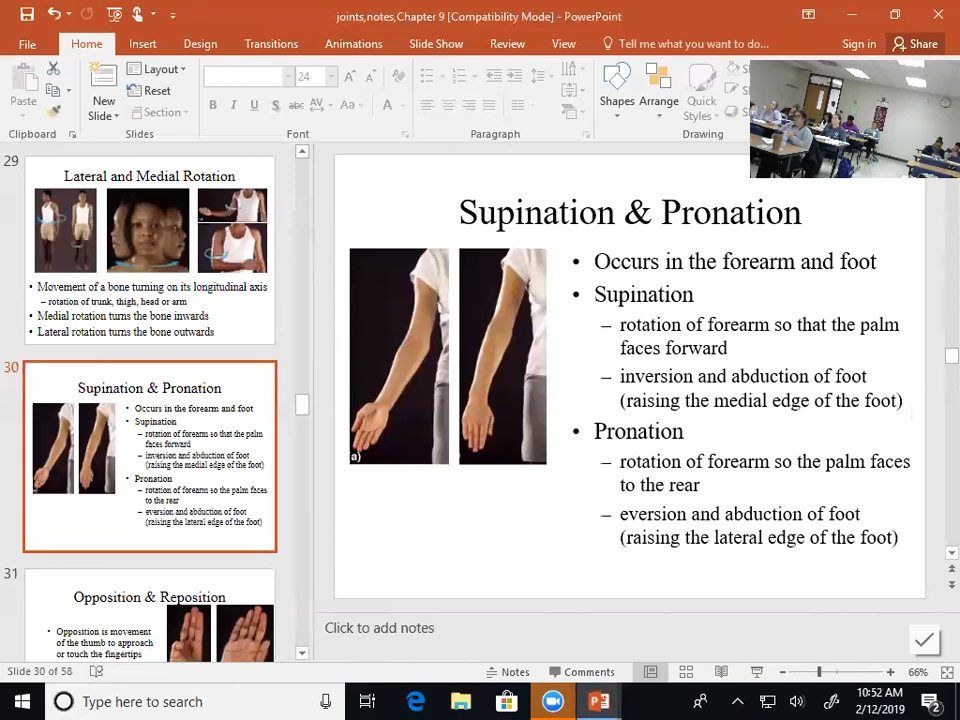 joints,notes,Chapter 9 [Compatibility Mode] - PowerPoint
File Home Insert Design Transitions Animations Slide Show Review View Tell me what you want to do... Sign in Share
Paste
New
Slide
Layout
Reset
Section
24
B I U S abc AV Aa A
Shapes Arrange Quick
Styles
Sh
Sh
Sh
Clipboard Slides Font Paragraph Drawing
29
Lateral and Medial Rotation
• Movement of a bone turning on its longitudinal axis
– rotation of trunk, thigh, head or arm
• Medial rotation turns the bone inwards
• Lateral rotation turns the bone outwards
30
Supination & Pronation
• Occurs in the forearm and foot
• Supination
– rotation of forearm so that the palm
faces forward
– inversion and abduction of foot
(raising the medial edge of the foot)
• Pronation
– rotation of forearm so the palm faces
to the rear
– eversion and abduction of foot
(raising the lateral edge of the foot)
31
Opposition & Reposition
• Opposition is movement
of the thumb to approach
or touch the fingertips
Supination & Pronation
a)
• Occurs in the forearm and foot
• Supination
– rotation of forearm so that the palm
faces forward
– inversion and abduction of foot
(raising the medial edge of the foot)
• Pronation
– rotation of forearm so the palm faces
to the rear
– eversion and abduction of foot
(raising the lateral edge of the foot)
Click to add notes
Slide 30 of 58 Notes Comments 66%
Type here to search
10:52 AM
2/12/2019
2